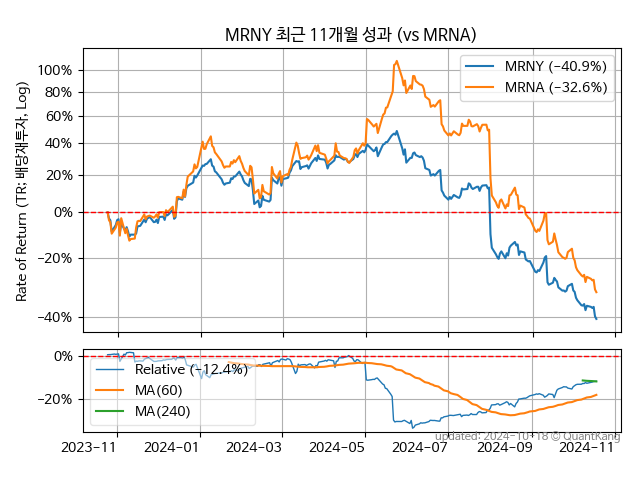 MRNY 최근 11개월 성과 (vs MRNA)
Rate of Return (TR: 배당재투자, Log)
100%
80%
60%
40%
20%
0%
−20%
−40%
MRNY (−40.9%)
MRNA (−32.6%)
0%
−20%
Relative (−12.4%)
MA(60)
MA(240)
2023-11
2024-01
2024-03
2024-05
2024-07
2024-09
2024-11
updated: 2024-10-18 © QuantKang